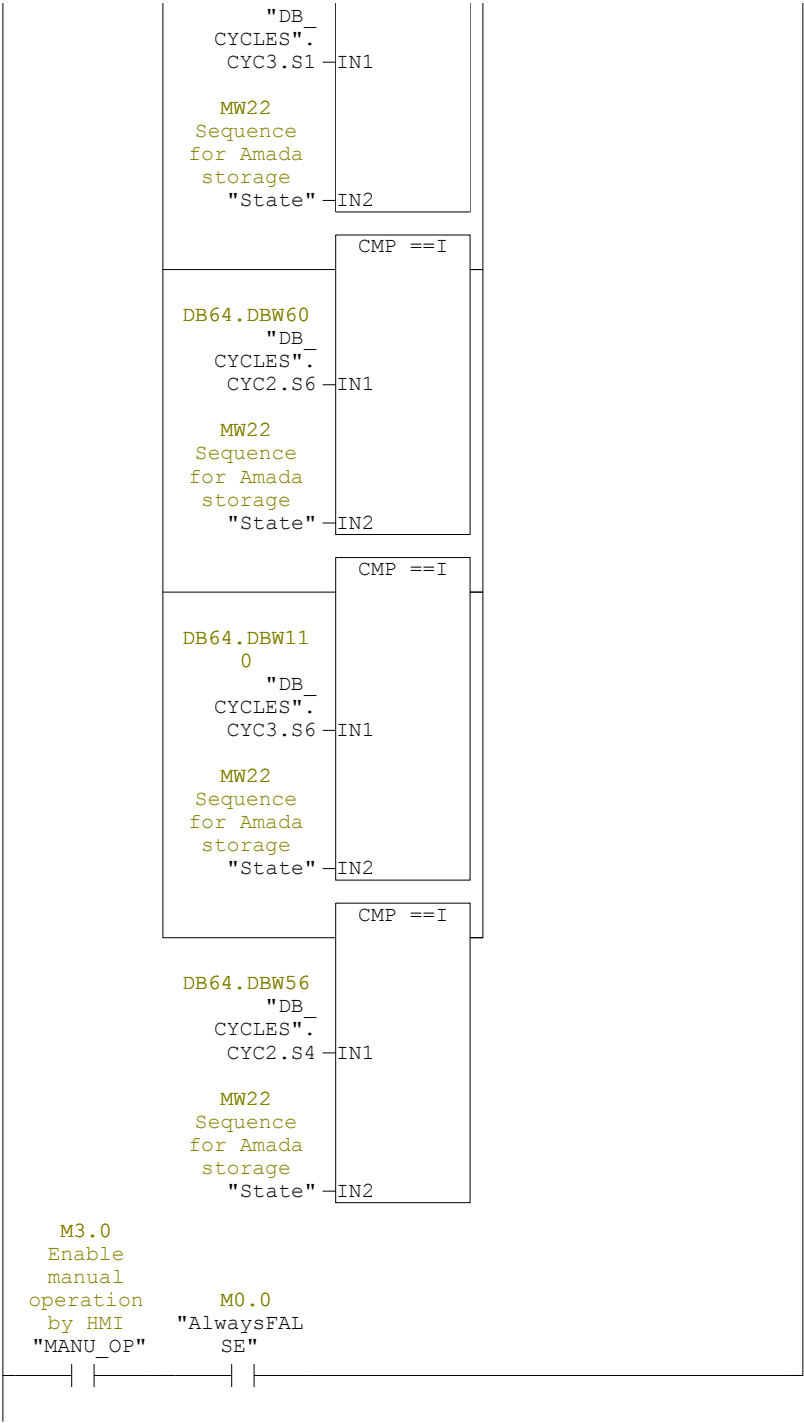 "DB_
CYCLES".
CYC3.S1
IN1
MW22
Sequence
for Amada
storage
"State"
IN2
CMP ==I
DB64.DBW60
"DB_
CYCLES".
CYC2.S6
IN1
MW22
Sequence
for Amada
storage
"State"
IN2
CMP ==I
DB64.DBW11
0
"DB_
CYCLES".
CYC3.S6
IN1
MW22
Sequence
for Amada
storage
"State"
IN2
CMP ==I
DB64.DBW56
"DB_
CYCLES".
CYC2.S4
IN1
MW22
Sequence
for Amada
storage
"State"
IN2
M3.0
Enable
manual
operation
by HMI
"MANU_OP"
M0.0
"AlwaysFAL
SE"